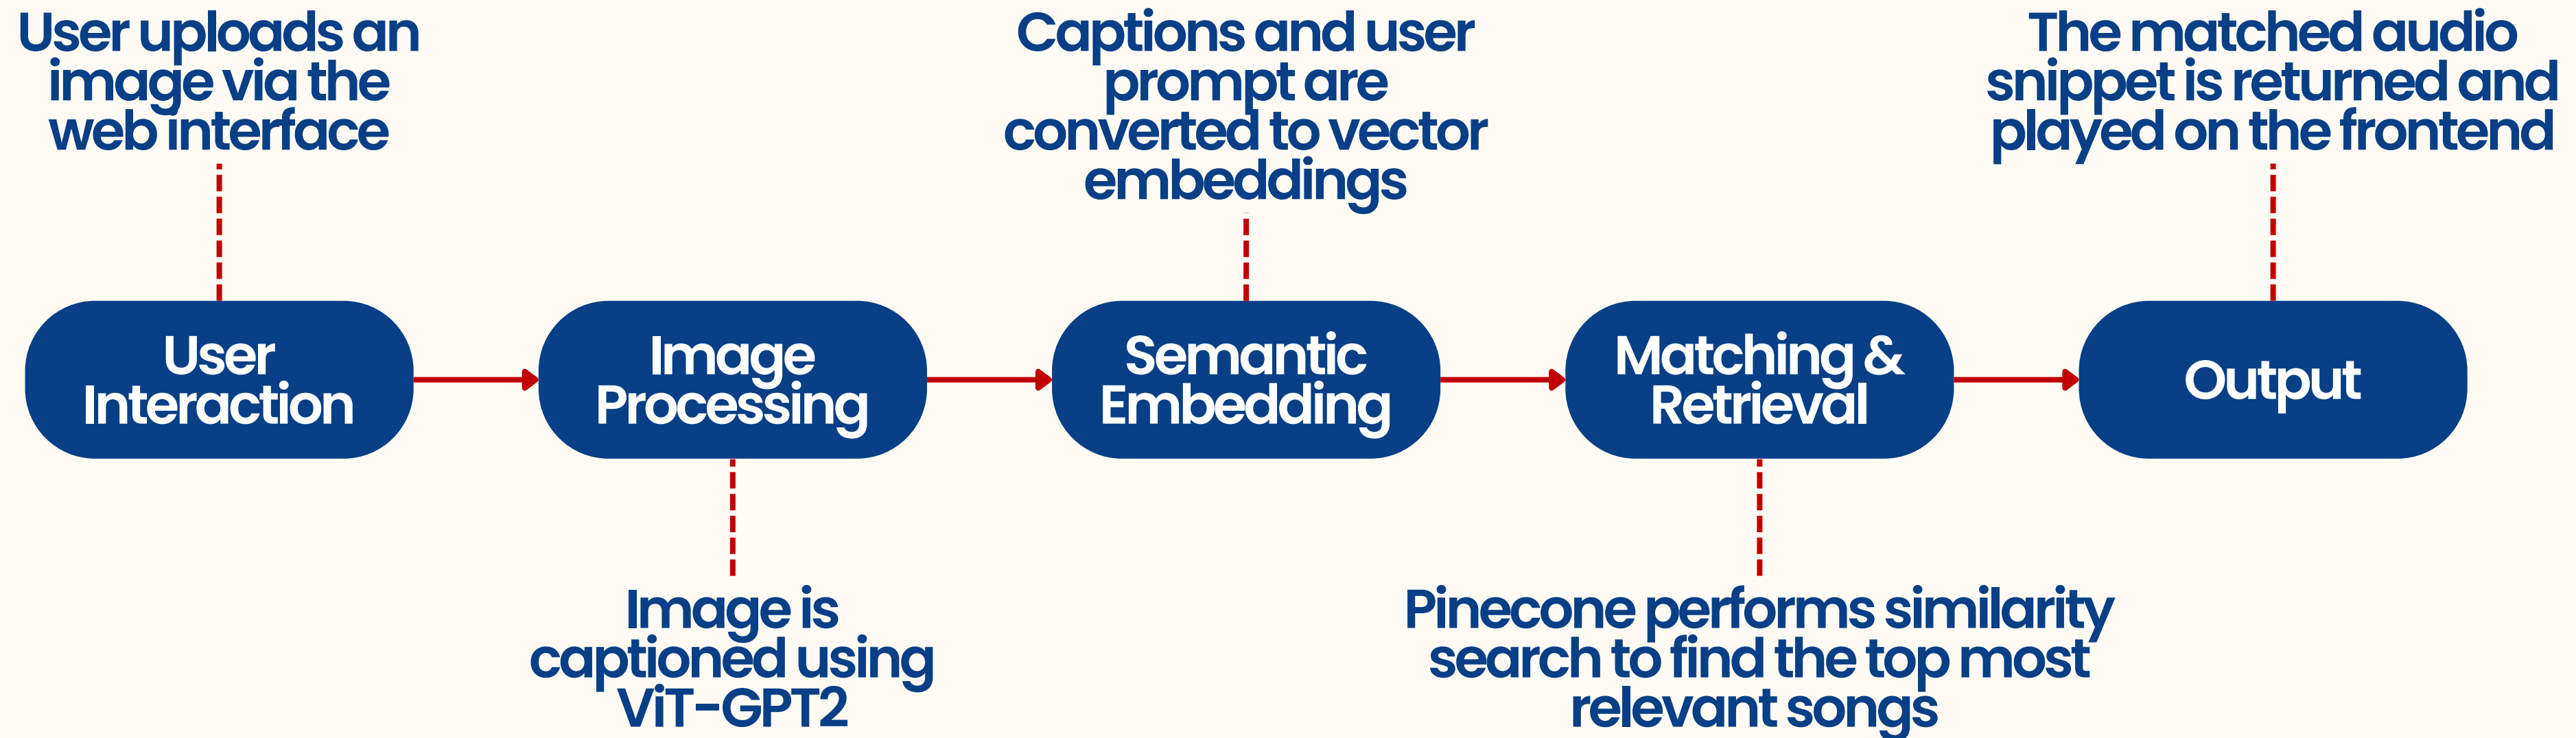 User uploads an
image via the
web interface
Captions and user
prompt are
converted to vector
embeddings
The matched audio
snippet is returned and
played on the frontend
User
Interaction
Image
Processing
Semantic
Embedding
Matching &
Retrieval
Output
Image is
captioned using
ViT-GPT2
Pinecone performs similarity
search to find the top most
relevant songs